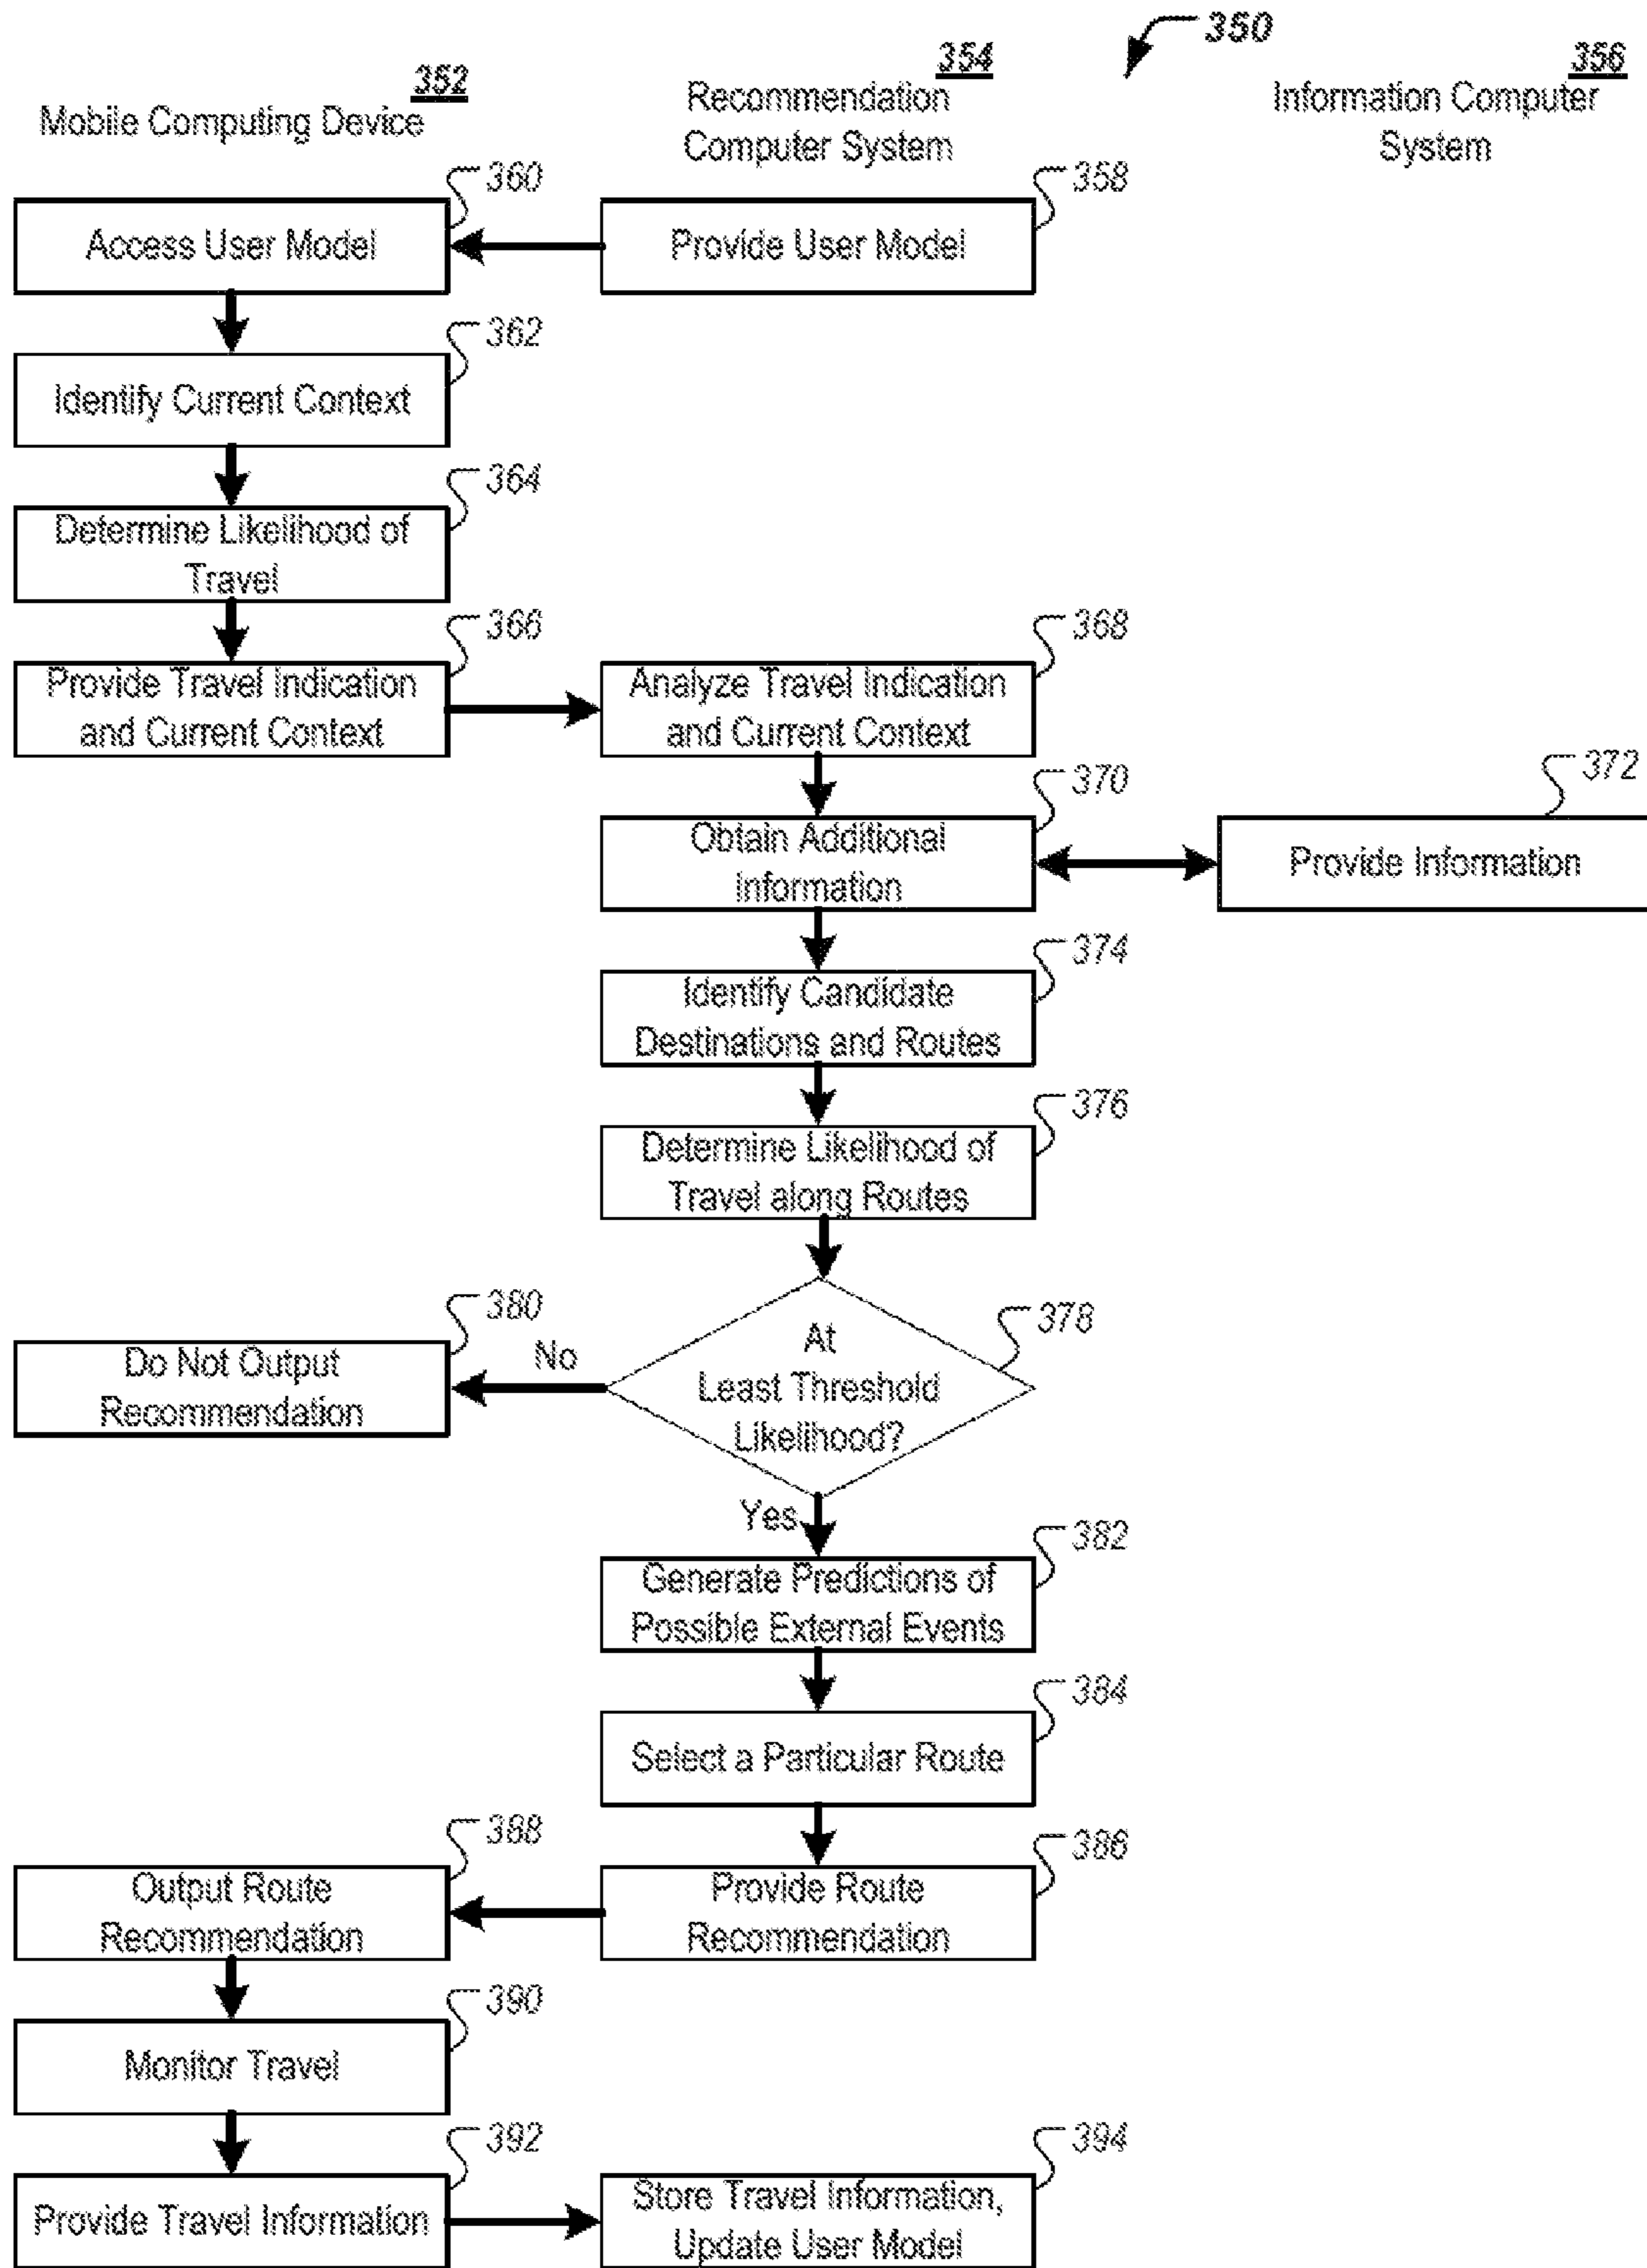 350
352
Mobile Computing Device
354
Recommendation
Computer System
356
Information Computer
System
360
Access User Model
358
Provide User Model
362
Identify Current Context
364
Determine Likelihood of
Travel
366
Provide Travel Indication
and Current Context
368
Analyze Travel Indication
and Current Context
370
Obtain Additional
Information
372
Provide Information
374
Identify Candidate
Destinations and Routes
376
Determine Likelihood of
Travel along Routes
378
At
Least Threshold
Likelihood?
No
380
Do Not Output
Recommendation
Yes
382
Generate Predictions of
Possible External Events
384
Select a Particular Route
386
Provide Route
Recommendation
388
Output Route
Recommendation
390
Monitor Travel
392
Provide Travel Information
394
Store Travel Information,
Update User Model